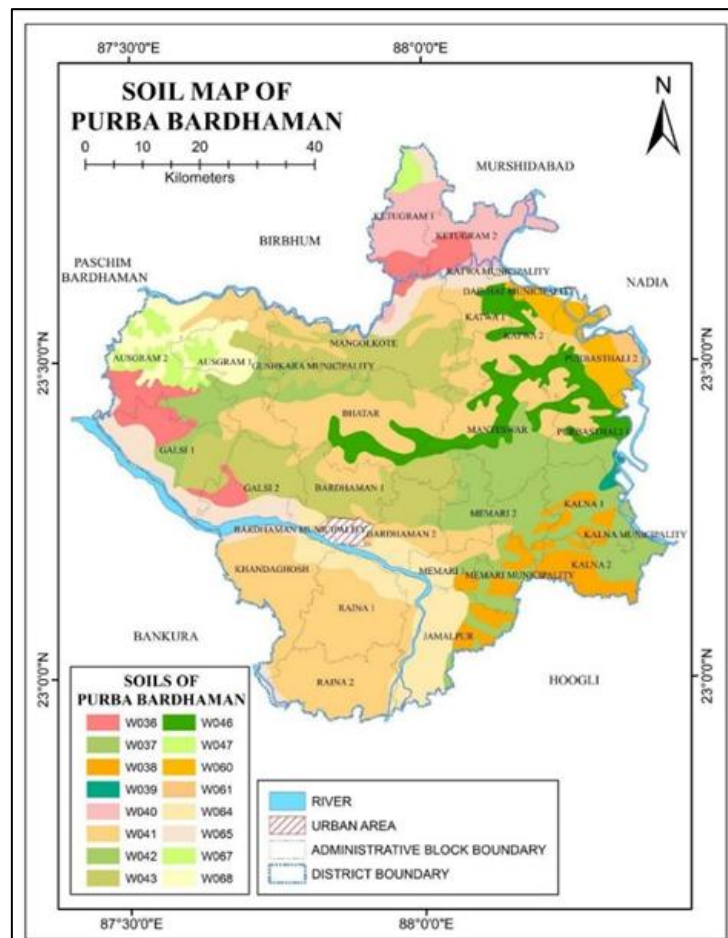 87°30'0"E 88°0'0"E
SOIL MAP OF
PURBA BARDHAMAN
0 10 20 40
Kilometers
N
MURSHIDABAD
KETUGRAM 1
KETUGRAM 2
BIRBHUM
PASCHIM
BARDHAMAN
KATWA MUNICIPALITY
NADIA
DAINHAT MUNICIPALITY
KATWA 1
KATWA 2
MANGOLKOTE
23°30'0"N 23°30'0"N
AUSGRAM 2
AUSGRAM 1
GUSHKARA MUNICIPALITY
PURBASTHALI 2
BHATAR
MANTESWAR
PURBASTHALI 1
GALSI 1
GALSI 2
BARDHAMAN 1
KALNA 1
MEMARI 2
BARDHAMAN MUNICIPALITY
BARDHAMAN 2
KALNA MUNICIPALITY
KHANDAGHOSH
MEMARI
MEMARI MUNICIPALITY
KALNA 2
RAINA 1
BANKURA
JAMALPUR
HOOGLI
RAINA 2
23°0'0"N 23°0'0"N
SOILS OF
PURBA BARDHAMAN
W036 W046
W037 W047
W038 W060
W039 W061
W040 W064
W041 W065
W042 W067
W043 W068
RIVER
URBAN AREA
ADMINISTRATIVE BLOCK BOUNDARY
DISTRICT BOUNDARY
87°30'0"E 88°0'0"E